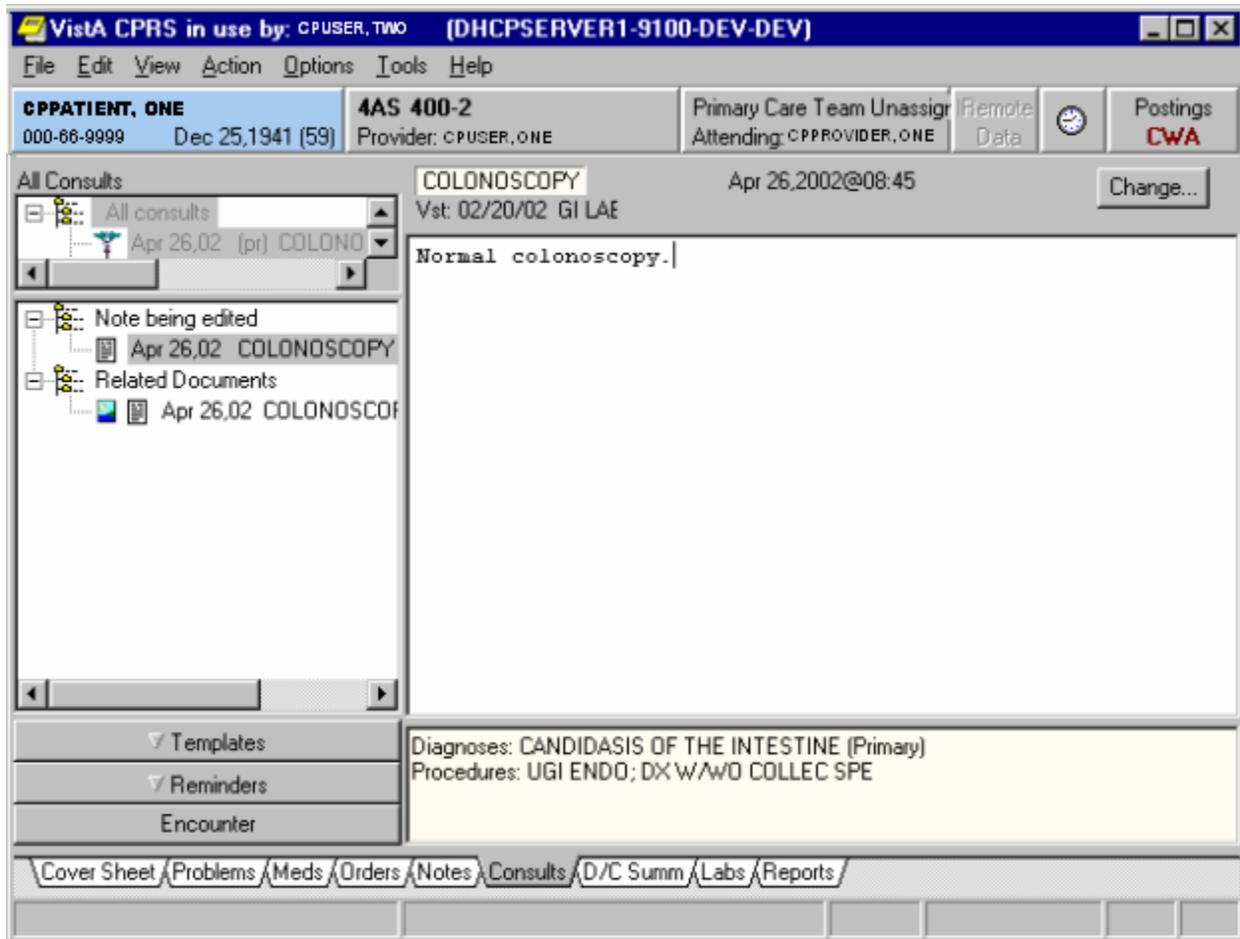 VistA CPRS in use by: CPUSER, TWO (DHCPSERVER1-9100-DEV-DEV)
File Edit View Action Options Tools Help
CPPATIENT, ONE
000-66-9999 Dec 25,1941 (59)
4AS 400-2
Provider: CPUSER,ONE
Primary Care Team Unassigr
Attending: CPPROVIDER,ONE
Remote
Data
Postings
CWA
All Consults
All consults
Apr 26,02 (pr) COLONO
COLONOSCOPY Apr 26,2002@08:45
Vst: 02/20/02 GI LAE
Change...
Normal colonoscopy.
Note being edited
Apr 26,02 COLONOSCOPY
Related Documents
Apr 26,02 COLONOSCOF
Templates
Reminders
Encounter
Diagnoses: CANDIDASIS OF THE INTESTINE (Primary)
Procedures: UGI ENDO; DX W/WO COLLEC SPE
Cover Sheet Problems Meds Orders Notes Consults D/C Summ Labs Reports